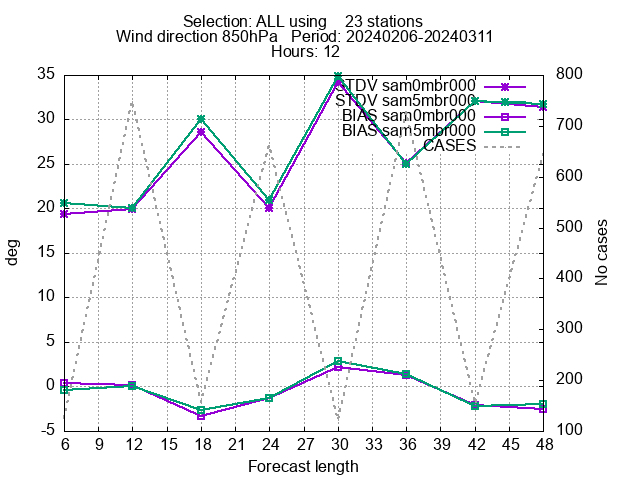 Selection: ALL using    23 stations
Wind direction 850hPa   Period: 20240206-20240311
Hours: 12
STDV sam0mbr000
STDV sam5mbr000
BIAS sam0mbr000
BIAS sam5mbr000
CASES
35
30
25
20
15
10
5
0
-5
deg
800
700
600
500
400
300
200
100
No cases
6 9 12 15 18 21 24 27 30 33 36 39 42 45 48
Forecast length